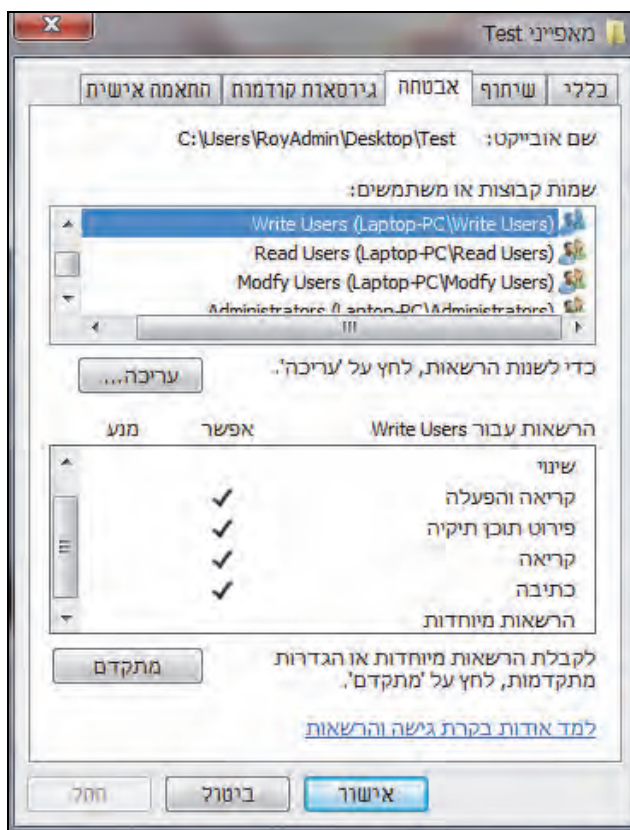 מאפייני Test
כללי
שיתוף
אבטחה
גירסאות קודמות
התאמה אישית
שם אובייקט: C:\Users\RoyAdmin\Desktop\Test
שמות קבוצות או משתמשים:
Write Users (Laptop-PC\Write Users)
Read Users (Laptop-PC\Read Users)
Modfy Users (Laptop-PC\Modfy Users)
Administrators (Laptop-PC\Administrators)
כדי לשנות הרשאות, לחץ על 'עריכה'.
עריכה...
הרשאות עבור Write Users אפשר מנע
שינוי
קריאה והפעלה
פירוט תוכן תיקיה
קריאה
כתיבה
הרשאות מיוחדות
לקבלת הרשאות מיוחדות או הגדרות
מתקדמות, לחץ על 'מתקדם'.
מתקדם
למד אודות בקרת גישה והרשאות
אישור
ביטול
החל